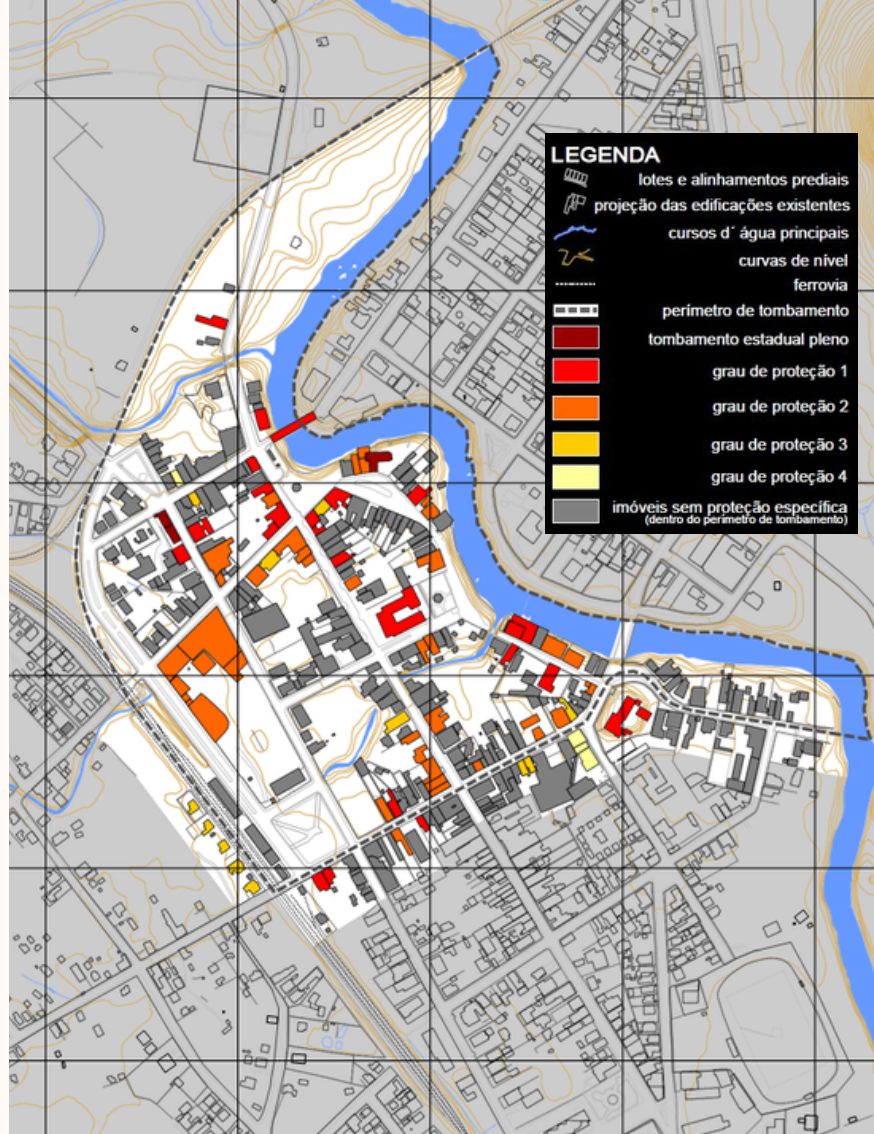 LEGENDA
lotes e alinhamentos prediais
projeção das edificações existentes
cursos d´ água principais
curvas de nível
ferrovia
perímetro de tombamento
tombamento estadual pleno
grau de proteção 1
grau de proteção 2
grau de proteção 3
grau de proteção 4
imóveis sem proteção específica
(dentro do perímetro de tombamento)